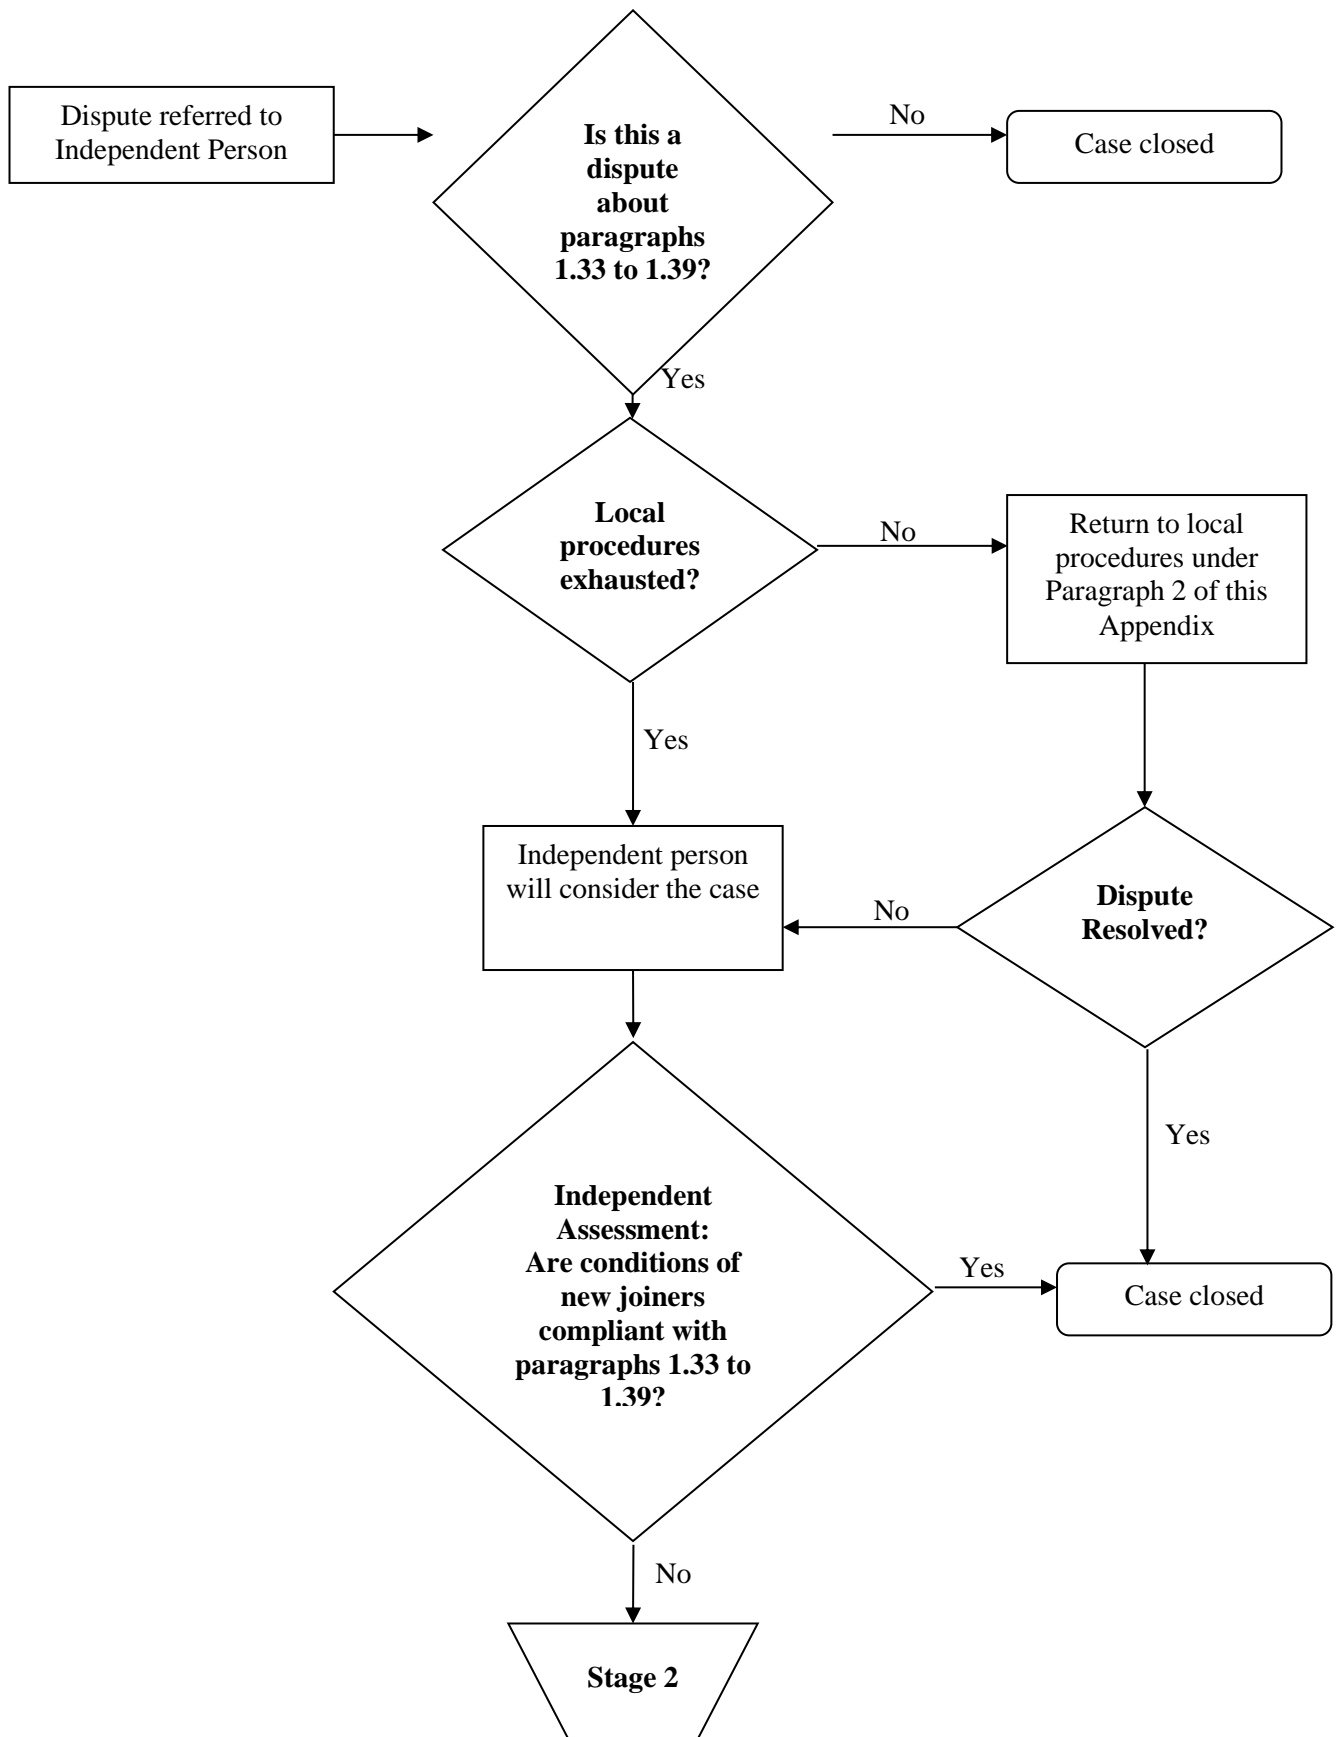 Dispute referred to
Independent Person
Is this a
dispute
about
paragraphs
1.33 to 1.39?
No
Case closed
Yes
Local
procedures
exhausted?
No
Return to local
procedures under
Paragraph 2 of this
Appendix
Yes
Independent person
will consider the case
No
Dispute
Resolved?
Yes
Independent
Assessment:
Are conditions of
new joiners
compliant with
paragraphs 1.33 to
1.39?
Yes
Case closed
No
Stage 2